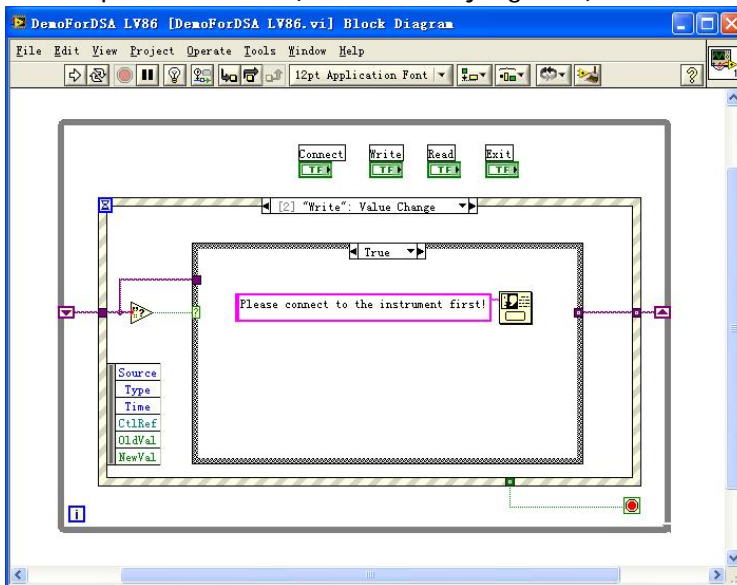 DemoForDSA LV86 [DemoForDSA LV86.vi] Block Diagram
File Edit View Project Operate Tools Window Help
12pt Application Font
?
1
Connect Write Read Exit
TF TF TF TF
[2] "Write": Value Change
True
Please connect to the instrument first!
?
?
Source
Type
Time
CtlRef
OldVal
NewVal
i